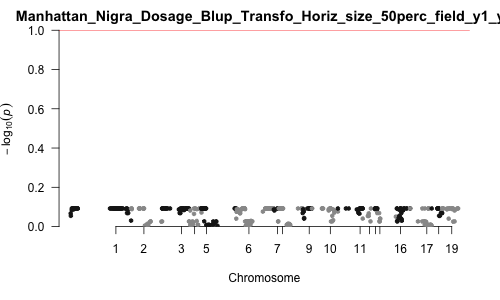 Manhattan_Nigra_Dosage_Blup_Transfo_Horiz_size_50perc_field_y1_y
1.0
0.8
0.6
0.4
0.2
0.0
− log10(p)
1 2 3 5 6 7 9 10 11 16 17 19
Chromosome